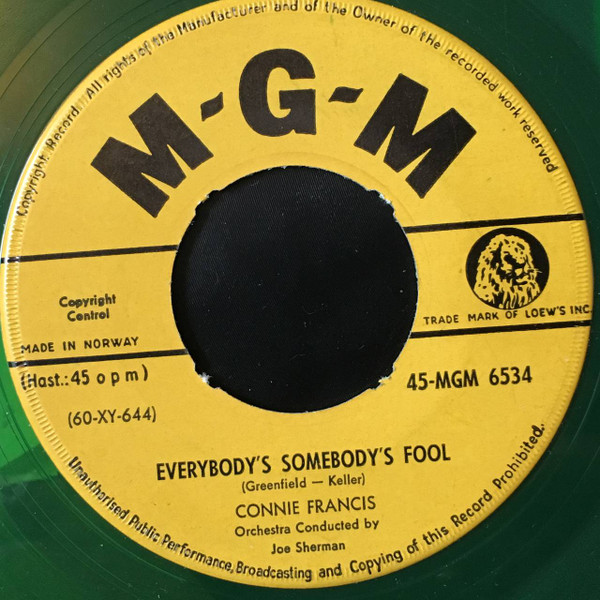 Copyright Record. All rights of the Manufacturer and of the Owner of the recorded work reserved
M-G-M
Copyright
Control
TRADE MARK OF LOEW'S INC
MADE IN NORWAY
(Hast.: 45 o p m)
45-MGM 6534
(60-XY-644)
EVERYBODY'S SOMEBODY'S FOOL
(Greenfield — Keller)
CONNIE FRANCIS
Orchestra Conducted by
Joe Sherman
Unauthorised Public Performance, Broadcasting and Copying of this Record Prohibited.